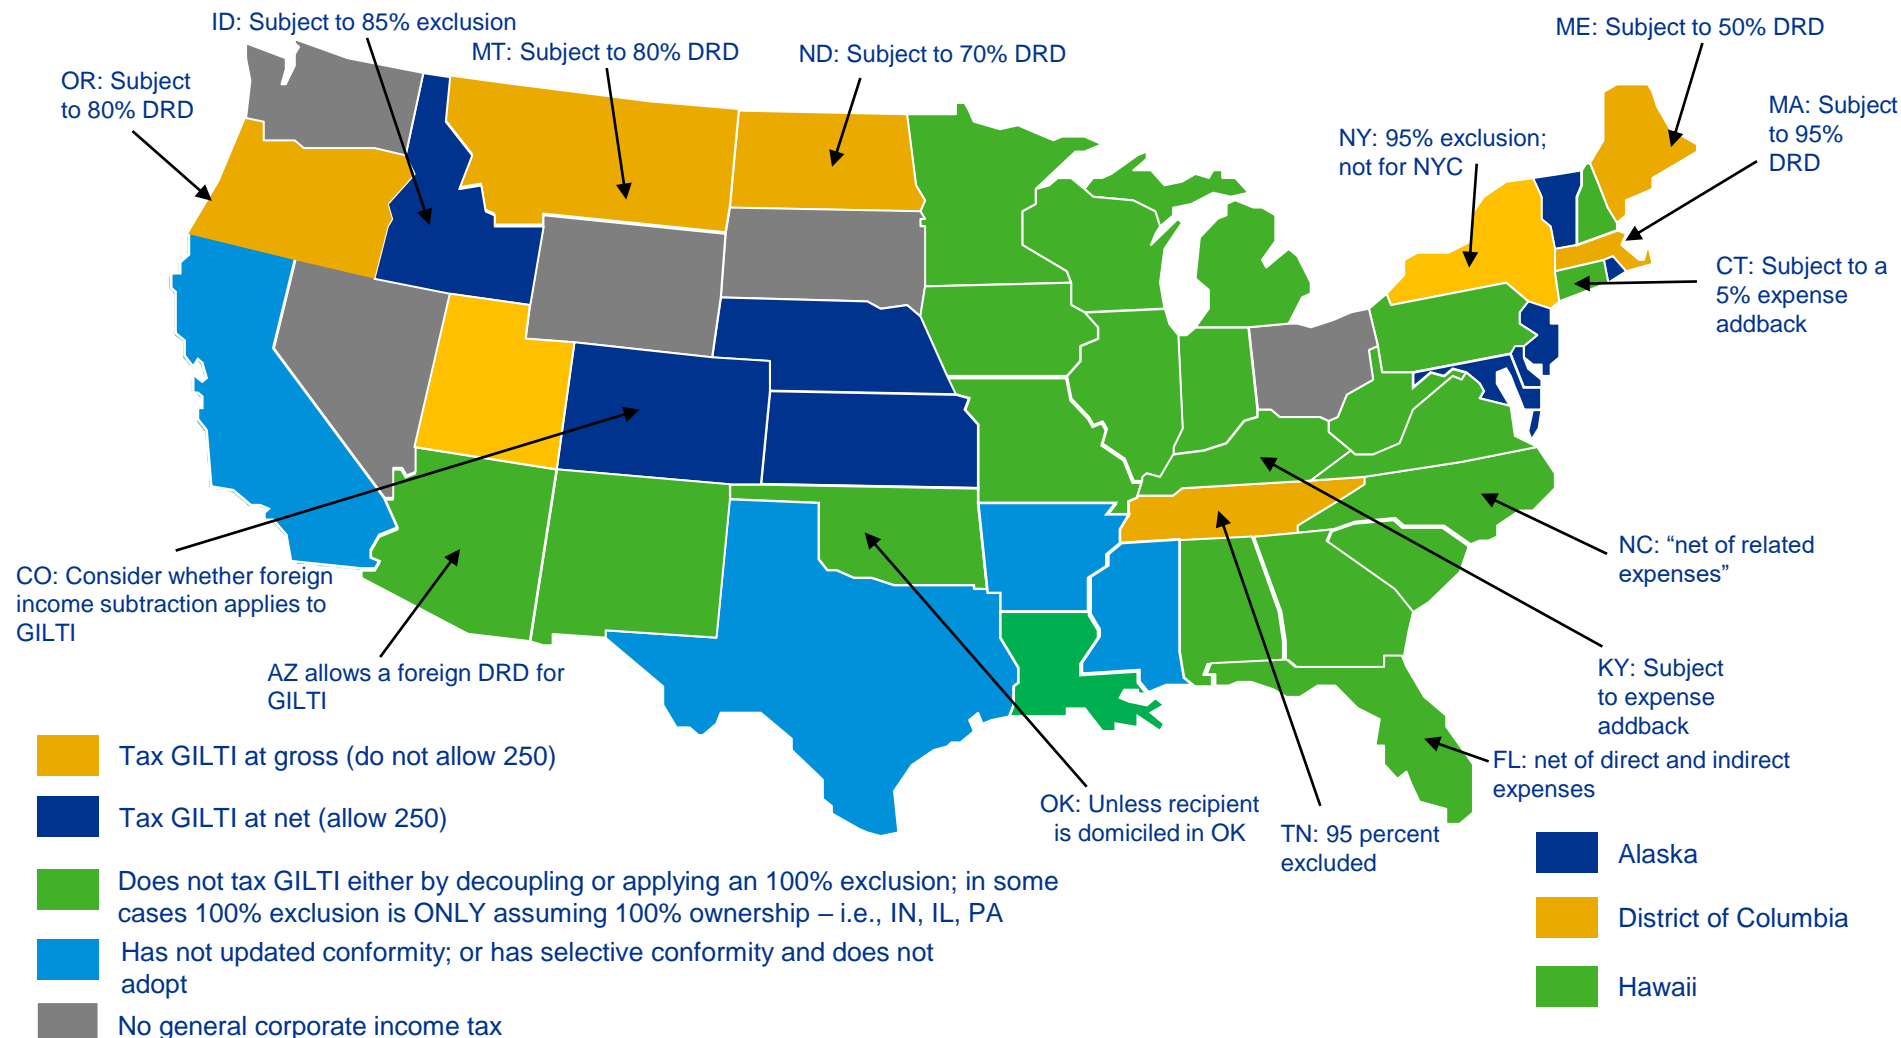 ID: Subject to 85% exclusion
MT: Subject to 80% DRD
ND: Subject to 70% DRD
ME: Subject to 50% DRD
OR: Subject
to 80% DRD
MA: Subject
to 95%
DRD
NY: 95% exclusion;
not for NYC
CT: Subject to a
5% expense
addback
NC: “net of related
expenses”
CO: Consider whether foreign
income subtraction applies to
GILTI
AZ allows a foreign DRD for
GILTI
KY: Subject
to expense
addback
FL: net of direct and indirect
expenses
OK: Unless recipient
is domiciled in OK
TN: 95 percent
excluded
Tax GILTI at gross (do not allow 250)
Tax GILTI at net (allow 250)
Does not tax GILTI either by decoupling or applying an 100% exclusion; in some
cases 100% exclusion is ONLY assuming 100% ownership – i.e., IN, IL, PA
Has not updated conformity; or has selective conformity and does not
adopt
No general corporate income tax
Alaska
District of Columbia
Hawaii